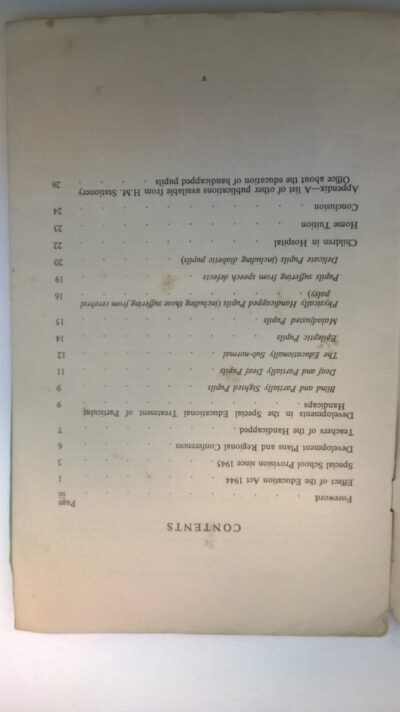 CONTENTS
Page
Foreword . . . . . . . . iii
Effect of the Education Act 1944 . . . . . 1
Special School Provision since 1945 . . . . . 3
Development Plans and Regional Conferences . . . . 6
Teachers of the Handicapped . . . . . . 7
Developments in the Special Educational Treatment of Particular
Handicaps . . . . . . . . 9
Blind and Partially Sighted Pupils . . . . . 9
Deaf and Partially Deaf Pupils . . . . . 11
The Educationally Sub-normal . . . . . 12
Epileptic Pupils . . . . . . . 14
Maladjusted Pupils . . . . . . . 15
Physically Handicapped Pupils (including those suffering from cerebral
palsy) . . . . . . . . 16
Pupils suffering from speech defects . . . . . 19
Delicate Pupils (including diabetic pupils) . . . . 20
Children in Hospital . . . . . . . 22
Home Tuition . . . . . . . . 23
Conclusion . . . . . . . . 24
Appendix—A list of other publications available from H.M. Stationery
Office about the education of handicapped pupils . . . . 26
v